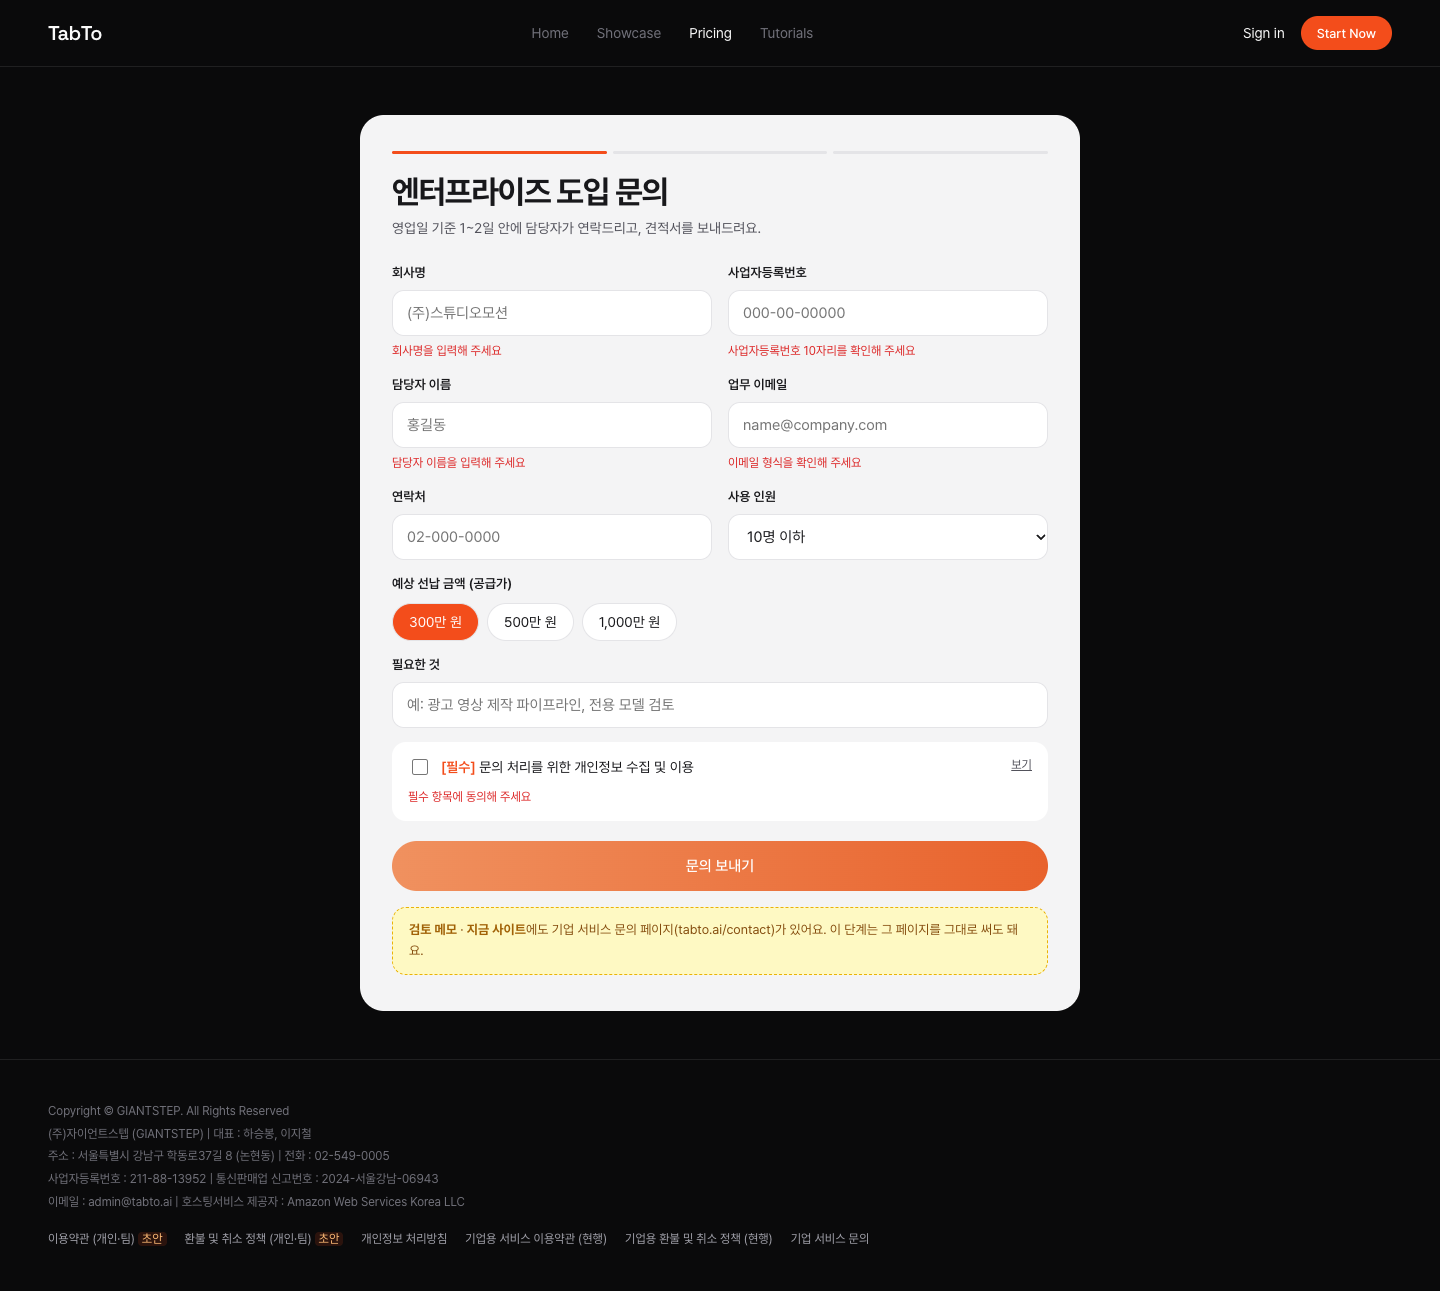 TabTo
Home Showcase Pricing Tutorials
Sign in Start Now
엔터프라이즈 도입 문의
영업일 기준 1~2일 안에 담당자가 연락드리고, 견적서를 보내드려요.
회사명 사업자등록번호
(주)스튜디오모션 000-00-00000
회사명을 입력해 주세요 사업자등록번호 10자리를 확인해 주세요
담당자 이름 업무 이메일
홍길동 name@company.com
담당자 이름을 입력해 주세요 이메일 형식을 확인해 주세요
연락처 사용 인원
02-000-0000 10명 이하
예상 선납 금액 (공급가)
300만 원 500만 원 1,000만 원
필요한 것
예: 광고 영상 제작 파이프라인, 전용 모델 검토
[필수] 문의 처리를 위한 개인정보 수집 및 이용 보기
필수 항목에 동의해 주세요
문의 보내기
검토 메모 · 지금 사이트에도 기업 서비스 문의 페이지(tabto.ai/contact)가 있어요. 이 단계는 그 페이지를 그대로 써도 돼
요.
Copyright © GIANTSTEP. All Rights Reserved
(주)자이언트스텝 (GIANTSTEP) | 대표 : 하승봉, 이지철
주소 : 서울특별시 강남구 학동로37길 8 (논현동) | 전화 : 02-549-0005
사업자등록번호 : 211-88-13952 | 통신판매업 신고번호 : 2024-서울강남-06943
이메일 : admin@tabto.ai | 호스팅서비스 제공자 : Amazon Web Services Korea LLC
이용약관 (개인·팀) 초안 환불 및 취소 정책 (개인·팀) 초안 개인정보 처리방침 기업용 서비스 이용약관 (현행) 기업용 환불 및 취소 정책 (현행) 기업 서비스 문의